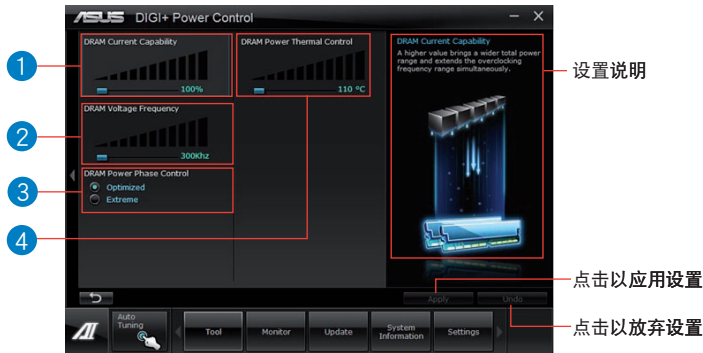 ASUS DIGI+ Power Control
DRAM Current Capability
100%
DRAM Power Thermal Control
110 ºC
DRAM Current Capability
A higher value brings a wider total power
range and extends the overclocking
frequency range simultaneously.
DRAM Voltage Frequency
300Khz
DRAM Power Phase Control
Optimized
Extreme
1
2
3
4
设置说明
点击以应用设置
点击以放弃设置
Apply
Undo
AI
Auto
Tuning
Tool
Monitor
Update
System
Information
Settings